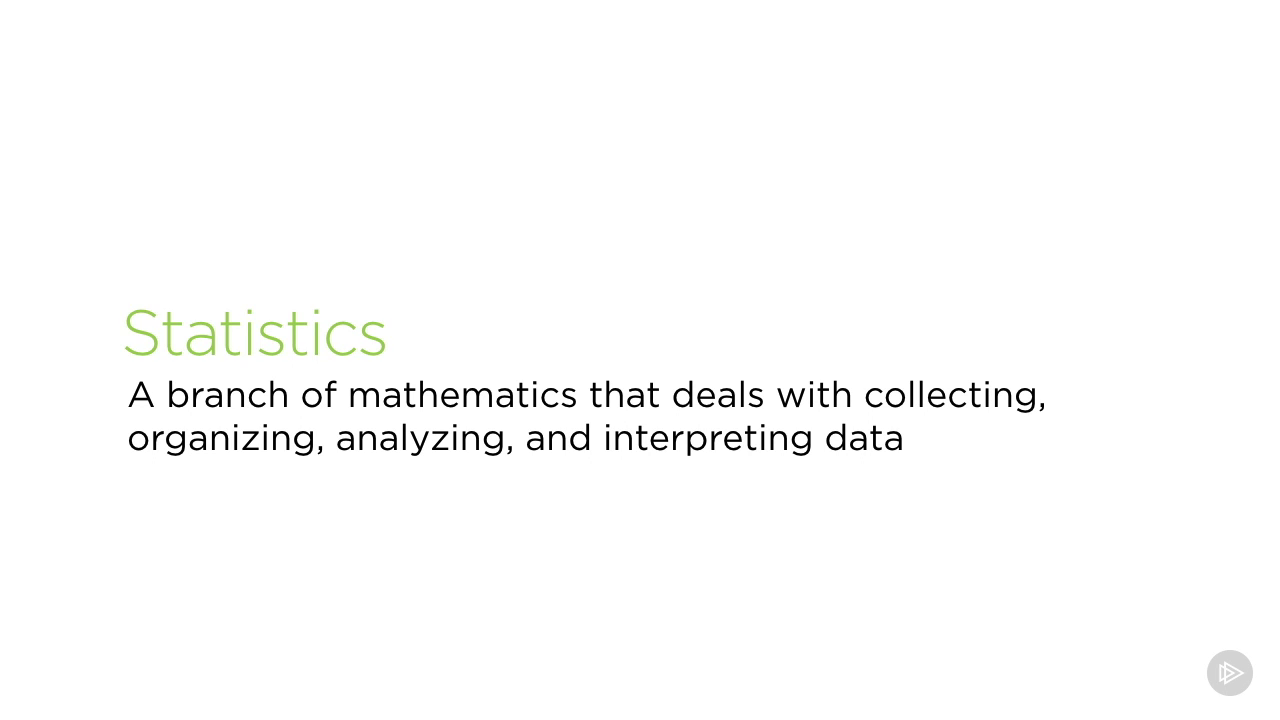 Statistics
A branch of mathematics that deals with collecting,
organizing, analyzing, and interpreting data